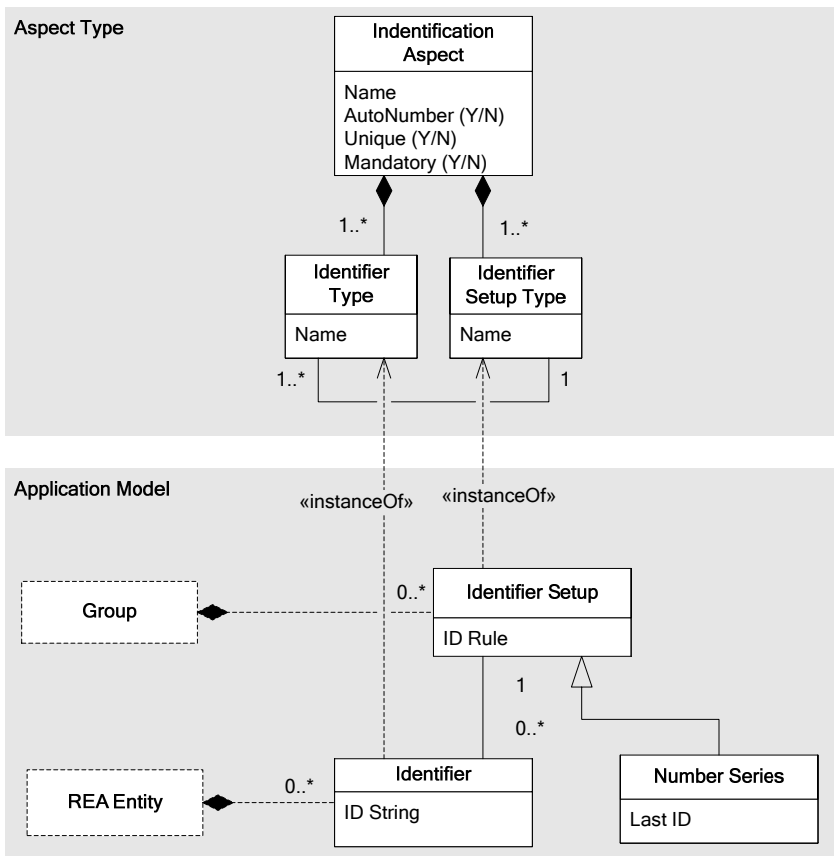 Aspect Type
Indentification
Aspect
Name
AutoNumber (Y/N)
Unique (Y/N)
Mandatory (Y/N)
1..*
1..*
Identifier
Type
Name
Identifier
Setup Type
Name
1..*
1
Application Model
«instanceOf»
«instanceOf»
Group
0..*
Identifier Setup
ID Rule
1
0..*
REA Entity
0..*
Identifier
ID String
Number Series
Last ID